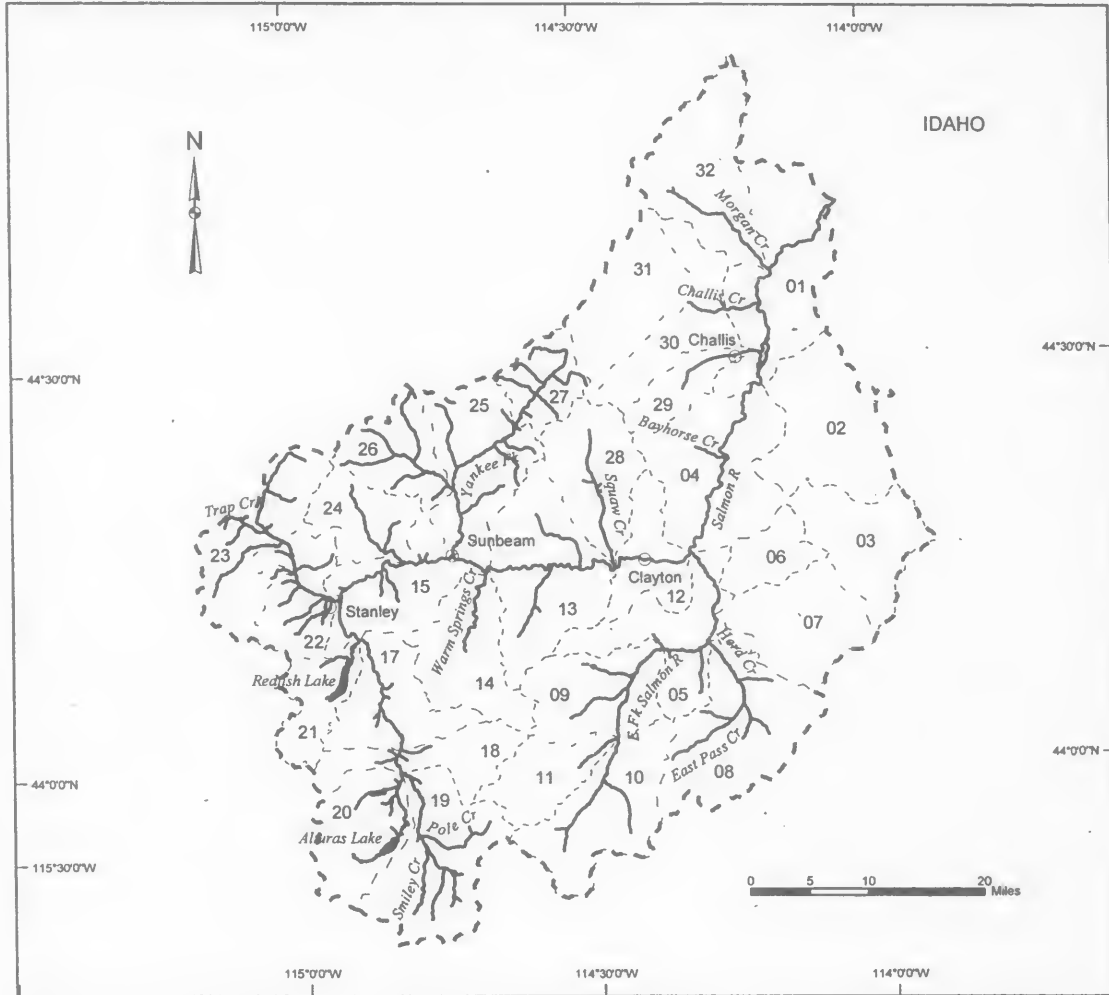 115°0'0"W 114°30'0"W 114°0'0"W
IDAHO
N
32
Morgan Cr
31
01
Challis Cr
Challis
30
44°30'0"N
44°30'0"N
25
27
29
02
26
Bayhorse Cr
28
04
Yankee Fk
Squaw Cr
Salmon R
Trap Cr
24
Sunbeam
03
23
06
15
Clayton
12
Warm Springs Cr
13
Stanley
07
22
17
Herd Cr
Redfish Lake
14
09
E.Fk Salmon R
05
21
18
East Pass Cr
11
10
08
44°0'0"N
44°0'0"N
20
19
Pole Cr
Alturas Lake
Smiley Cr
115°30'0"W
0 5 10 20
Miles
115°0'0"W 114°30'0"W 114°0'0"W